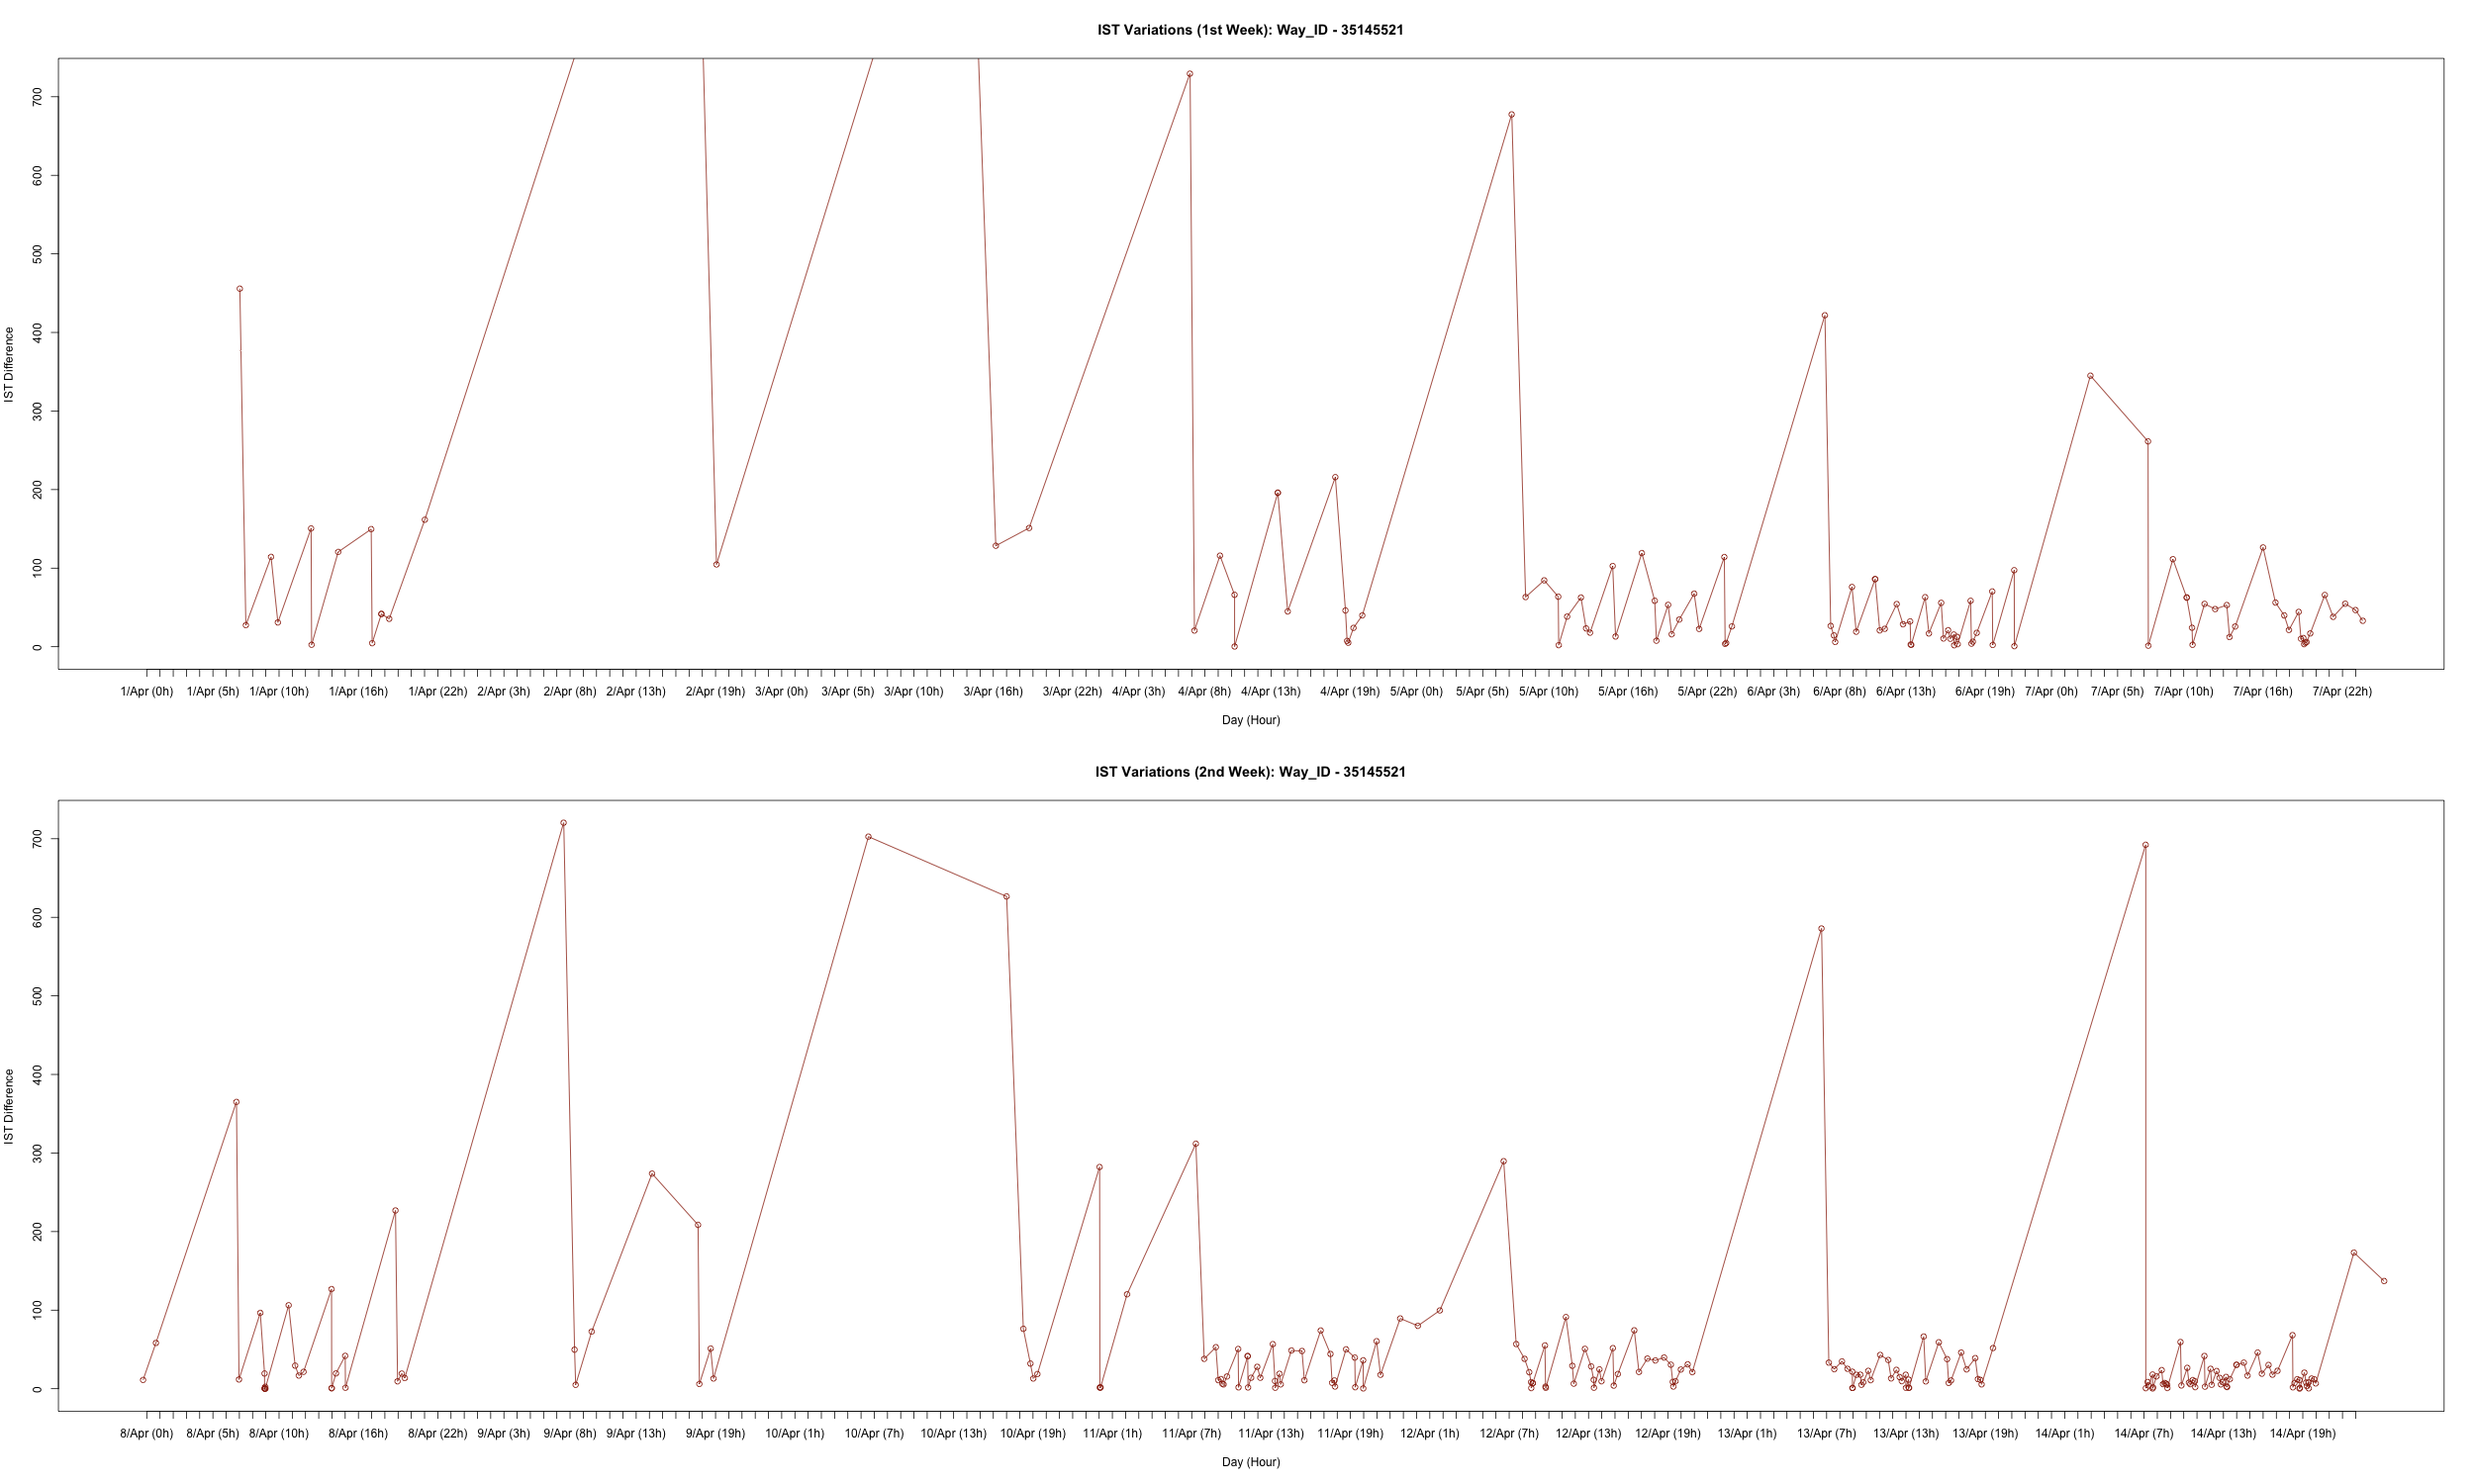 IST Variations (1st Week): Way_ID - 35145521
IST Difference
700
600
500
400
300
200
100
0
1/Apr (0h) 1/Apr (5h) 1/Apr (10h) 1/Apr (16h) 1/Apr (22h) 2/Apr (3h) 2/Apr (8h) 2/Apr (13h) 2/Apr (19h) 3/Apr (0h) 3/Apr (5h) 3/Apr (10h) 3/Apr (16h) 3/Apr (22h) 4/Apr (3h) 4/Apr (8h) 4/Apr (13h) 4/Apr (19h) 5/Apr (0h) 5/Apr (5h) 5/Apr (10h) 5/Apr (16h) 5/Apr (22h) 6/Apr (3h) 6/Apr (8h) 6/Apr (13h) 6/Apr (19h) 7/Apr (0h) 7/Apr (5h) 7/Apr (10h) 7/Apr (16h) 7/Apr (22h)
Day (Hour)
IST Variations (2nd Week): Way_ID - 35145521
IST Difference
700
600
500
400
300
200
100
0
8/Apr (0h) 8/Apr (5h) 8/Apr (10h) 8/Apr (16h) 8/Apr (22h) 9/Apr (3h) 9/Apr (8h) 9/Apr (13h) 9/Apr (19h) 10/Apr (1h) 10/Apr (7h) 10/Apr (13h) 10/Apr (19h) 11/Apr (1h) 11/Apr (7h) 11/Apr (13h) 11/Apr (19h) 12/Apr (1h) 12/Apr (7h) 12/Apr (13h) 12/Apr (19h) 13/Apr (1h) 13/Apr (7h) 13/Apr (13h) 13/Apr (19h) 14/Apr (1h) 14/Apr (7h) 14/Apr (13h) 14/Apr (19h)
Day (Hour)